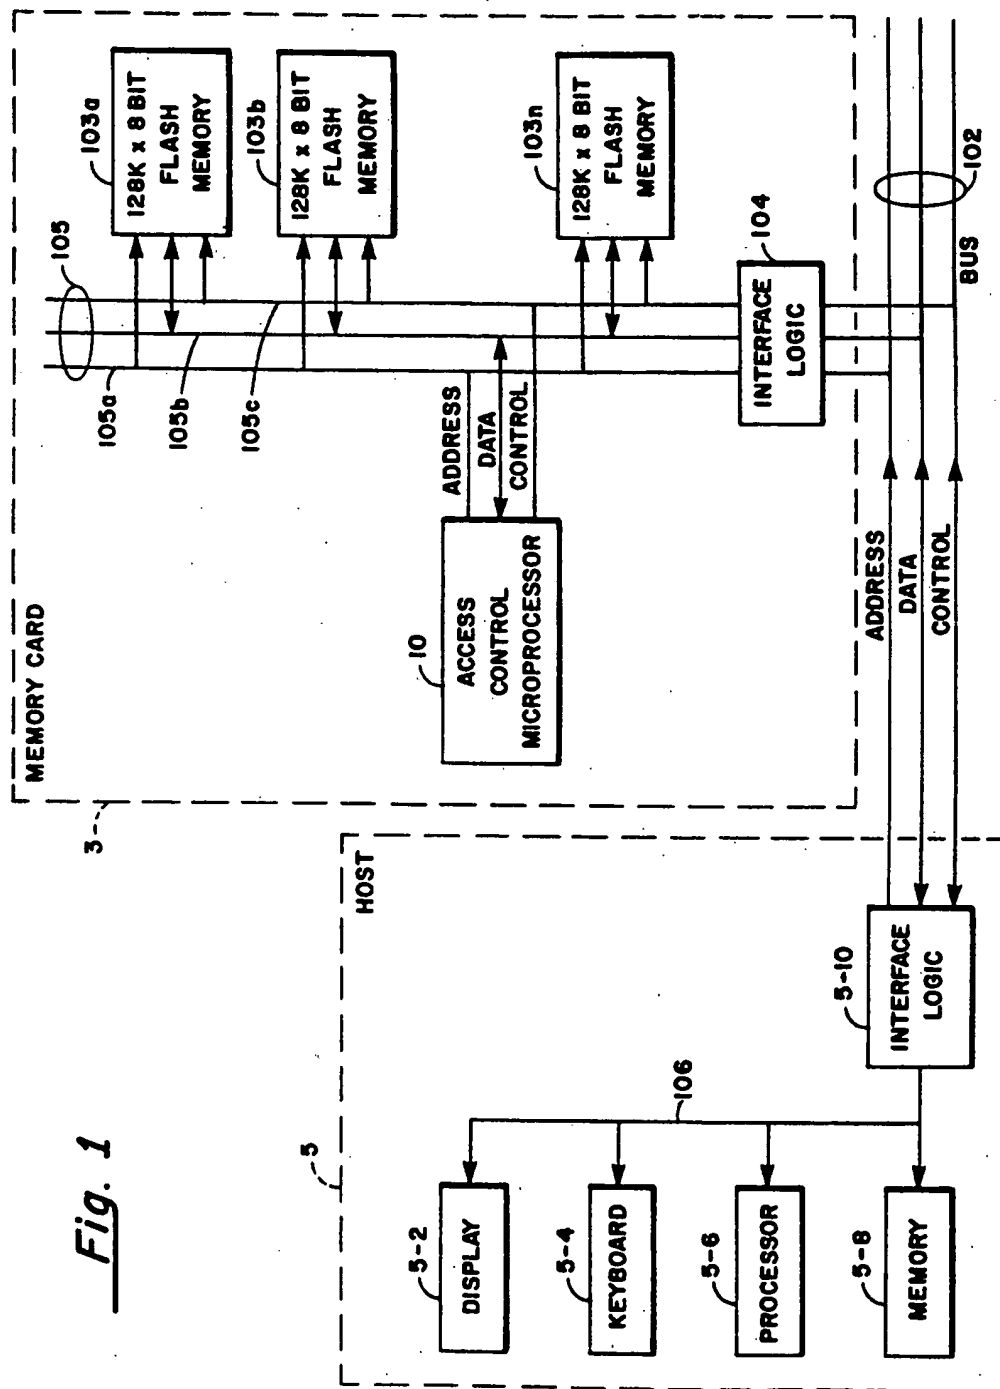 Fig. 1
MEMORY CARD
3
105
105a
105b
105c
103a
128K x 8 BIT
FLASH
MEMORY
103b
128K x 8 BIT
FLASH
MEMORY
103n
128K x 8 BIT
FLASH
MEMORY
10
ACCESS
CONTROL
MICROPROCESSOR
ADDRESS
DATA
CONTROL
104
INTERFACE
LOGIC
ADDRESS
DATA
CONTROL
BUS
102
5
HOST
5-2
DISPLAY
5-4
KEYBOARD
5-6
PROCESSOR
5-8
MEMORY
106
5-10
INTERFACE
LOGIC